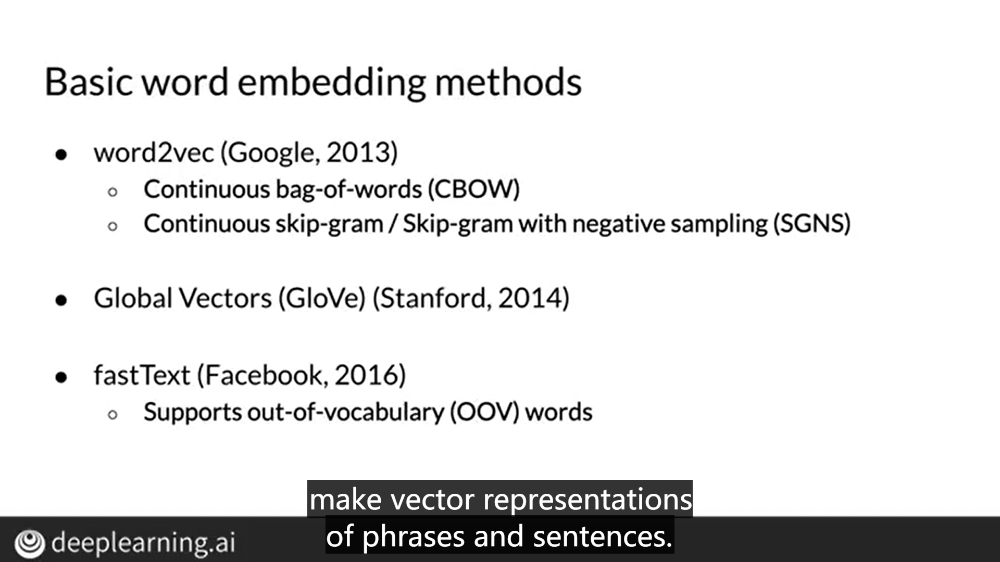 Basic word embedding methods
● word2vec (Google, 2013)
○ Continuous bag-of-words (CBOW)
○ Continuous skip-gram / Skip-gram with negative sampling (SGNS)
● Global Vectors (GloVe) (Stanford, 2014)
● fastText (Facebook, 2016)
○ Supports out-of-vocabulary (OOV) words
make vector representations
of phrases and sentences.
deeplearning.ai